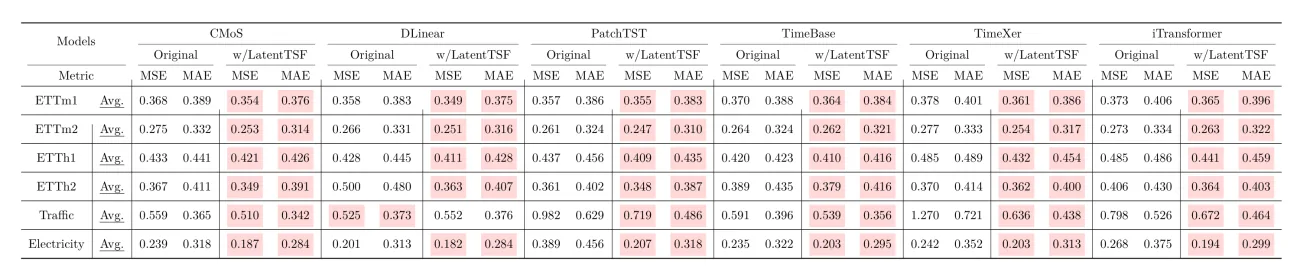 Models CMoS DLinear PatchTST TimeBase TimeXer iTransformer
Original w/LatentTSF Original w/LatentTSF Original w/LatentTSF Original w/LatentTSF Original w/LatentTSF Original w/LatentTSF
Metric MSE MAE MSE MAE MSE MAE MSE MAE MSE MAE MSE MAE MSE MAE MSE MAE MSE MAE MSE MAE MSE MAE MSE MAE
ETTm1 Avg. 0.368 0.389 0.354 0.376 0.358 0.383 0.349 0.375 0.357 0.386 0.355 0.383 0.370 0.388 0.364 0.384 0.378 0.401 0.361 0.386 0.373 0.406 0.365 0.396
ETTm2 Avg. 0.275 0.332 0.253 0.314 0.266 0.331 0.251 0.316 0.261 0.324 0.247 0.310 0.264 0.324 0.262 0.321 0.277 0.333 0.254 0.317 0.273 0.334 0.263 0.322
ETTh1 Avg. 0.433 0.441 0.421 0.426 0.428 0.445 0.411 0.428 0.437 0.456 0.409 0.435 0.420 0.423 0.410 0.416 0.485 0.489 0.432 0.454 0.485 0.486 0.441 0.459
ETTh2 Avg. 0.367 0.411 0.349 0.391 0.500 0.480 0.363 0.407 0.361 0.402 0.348 0.387 0.389 0.435 0.379 0.416 0.370 0.414 0.362 0.400 0.406 0.430 0.364 0.403
Traffic Avg. 0.559 0.365 0.510 0.342 0.525 0.373 0.552 0.376 0.982 0.629 0.719 0.486 0.591 0.396 0.539 0.356 1.270 0.721 0.636 0.438 0.798 0.526 0.672 0.464
Electricity Avg. 0.239 0.318 0.187 0.284 0.201 0.313 0.182 0.284 0.389 0.456 0.207 0.318 0.235 0.322 0.203 0.295 0.242 0.352 0.203 0.313 0.268 0.375 0.194 0.299